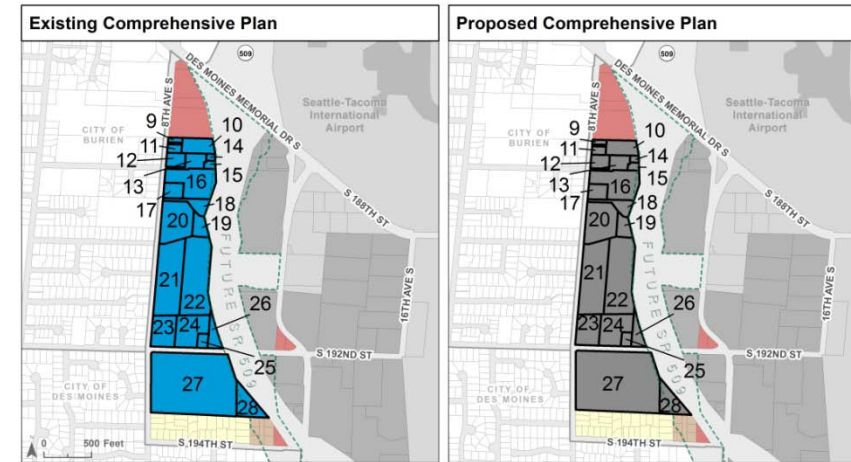 Existing Comprehensive Plan
509
DES MOINES MEMORIAL DR S
8TH AVE S
Seattle-Tacoma
International
Airport
CITY OF
BURIEN
9
10
11
14
12
15
13
16
17
18
19
20
S 188TH ST
FUTURE SR 509
21
22
16TH AVE S
26
23
24
25
S 192ND ST
27
CITY OF
DES MOINES
28
S 194TH ST
0 500 Feet
Proposed Comprehensive Plan
509
DES MOINES MEMORIAL DR S
8TH AVE S
Seattle-Tacoma
International
Airport
CITY OF
BURIEN
9
10
11
14
12
15
13
16
17
18
19
20
S 188TH ST
FUTURE SR 509
21
22
16TH AVE S
26
23
24
25
S 192ND ST
27
CITY OF
DES MOINES
28
S 194TH ST